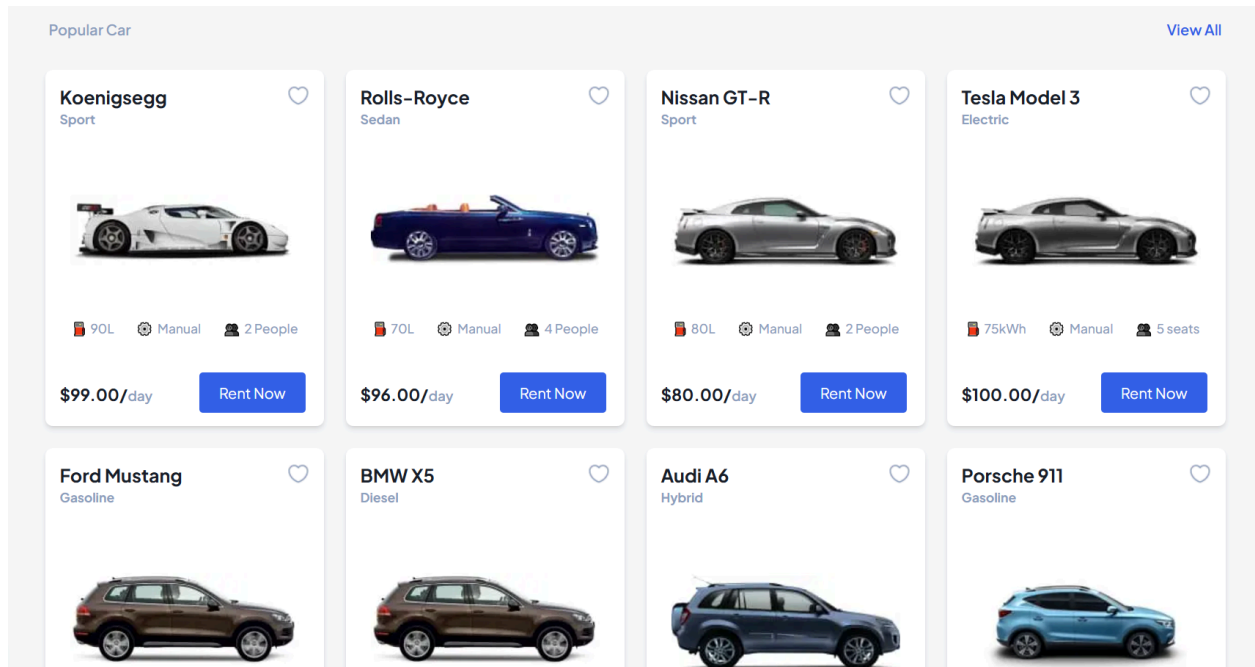 Popular Car View All
Koenigsegg
Sport
90L Manual 2 People
$99.00/day Rent Now
Rolls-Royce
Sedan
70L Manual 4 People
$96.00/day Rent Now
Nissan GT-R
Sport
80L Manual 2 People
$80.00/day Rent Now
Tesla Model 3
Electric
75kWh Manual 5 seats
$100.00/day Rent Now
Ford Mustang
Gasoline
BMW X5
Diesel
Audi A6
Hybrid
Porsche 911
Gasoline